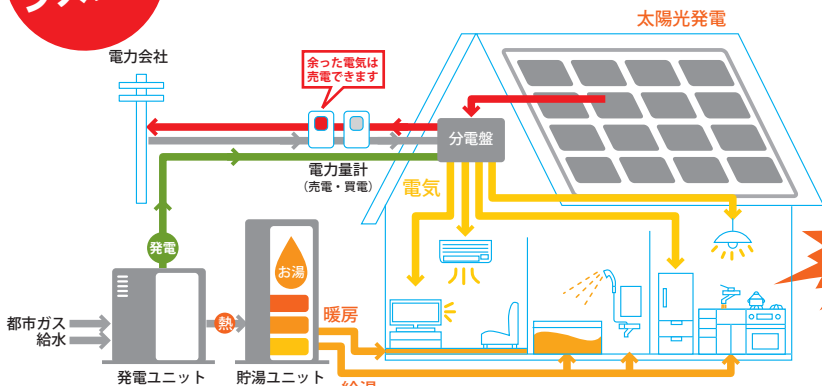 太陽光発電
電力会社
余った電気は
売電できます
分電盤
電力量計
(売電・買電)
電気
発電
お湯
暖房
都市ガス
給水
熱
発電ユニット
貯湯ユニット
給湯